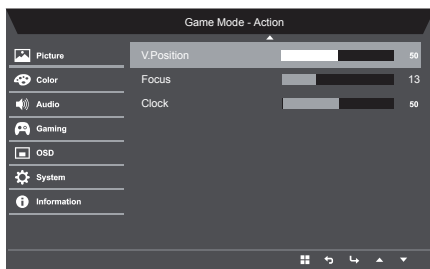 Game Mode - Action
Picture
V.Position 50
Color
Focus 13
Audio
Clock 50
Gaming
OSD
System
Information